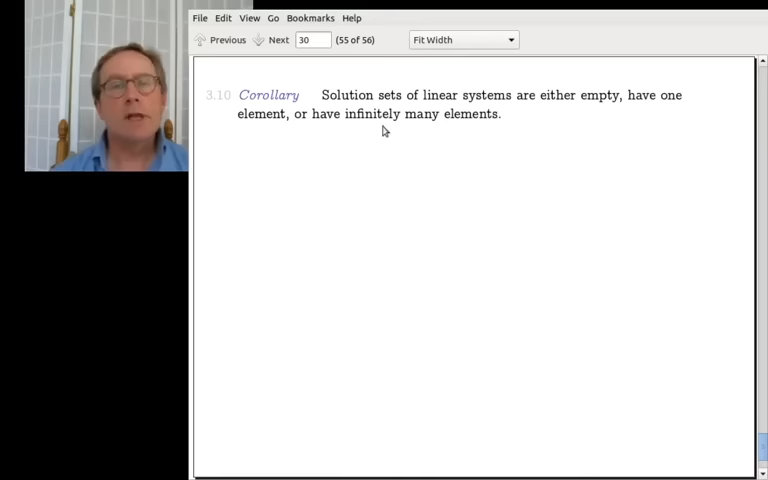 File Edit View Go Bookmarks Help
Previous Next 30 (55 of 56) Fit Width
3.10 Corollary Solution sets of linear systems are either empty, have one
element, or have infinitely many elements.